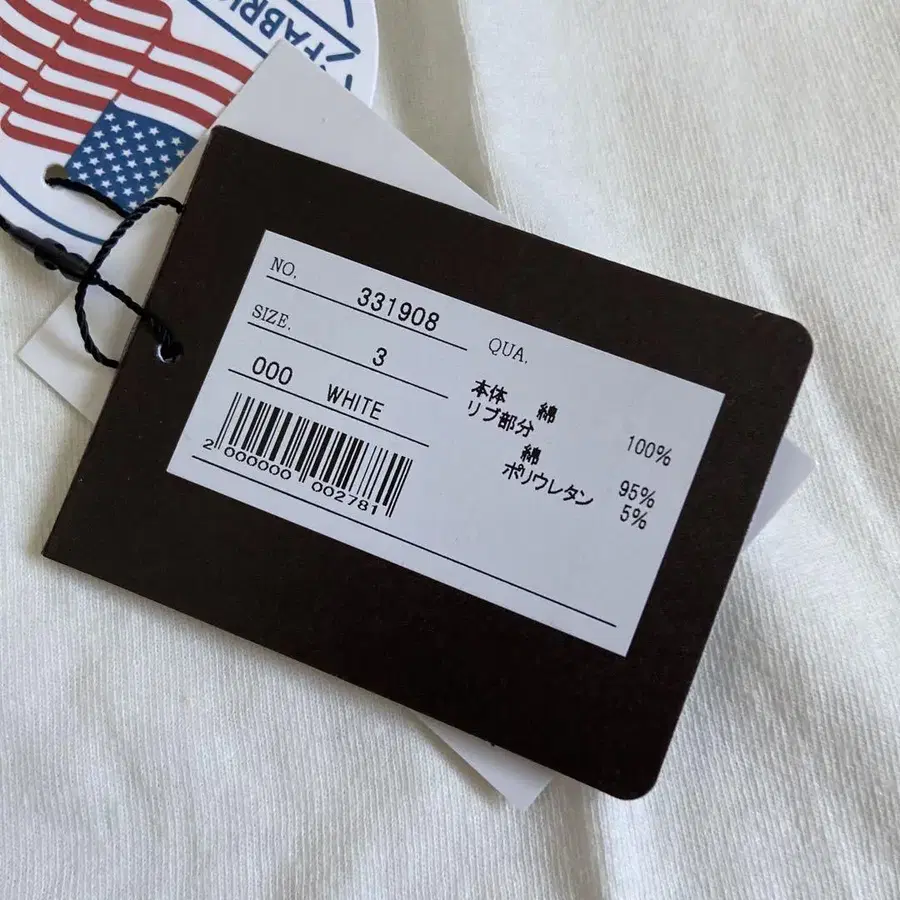 FABRIC
NO.
331908
SIZE.
3
000 WHITE
2 000000 002781
QUA.
本体 綿 100%
リブ部分
綿 95%
ポリウレタン 5%